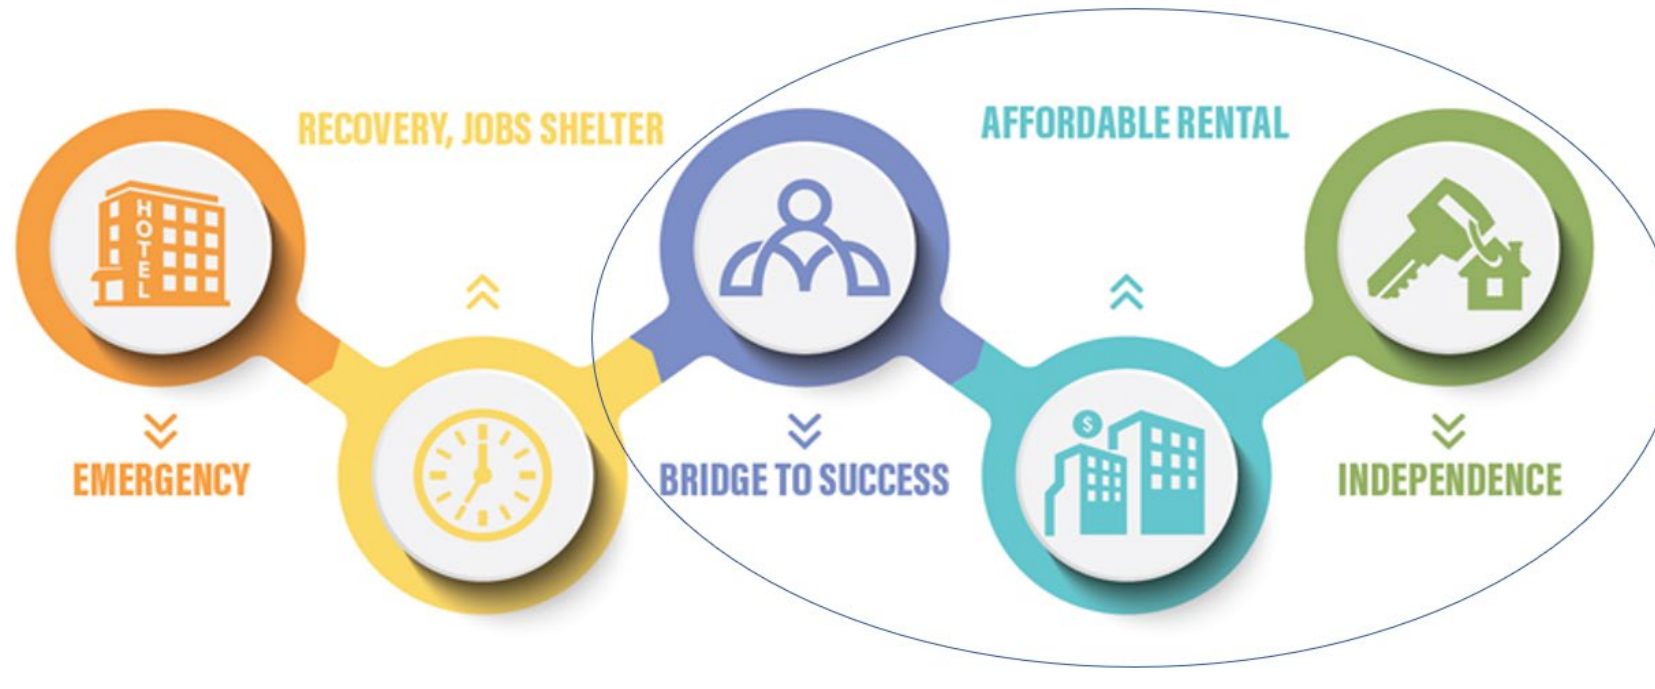 RECOVERY, JOBS SHELTER
AFFORDABLE RENTAL
HOTEL
$
EMERGENCY
BRIDGE TO SUCCESS
INDEPENDENCE